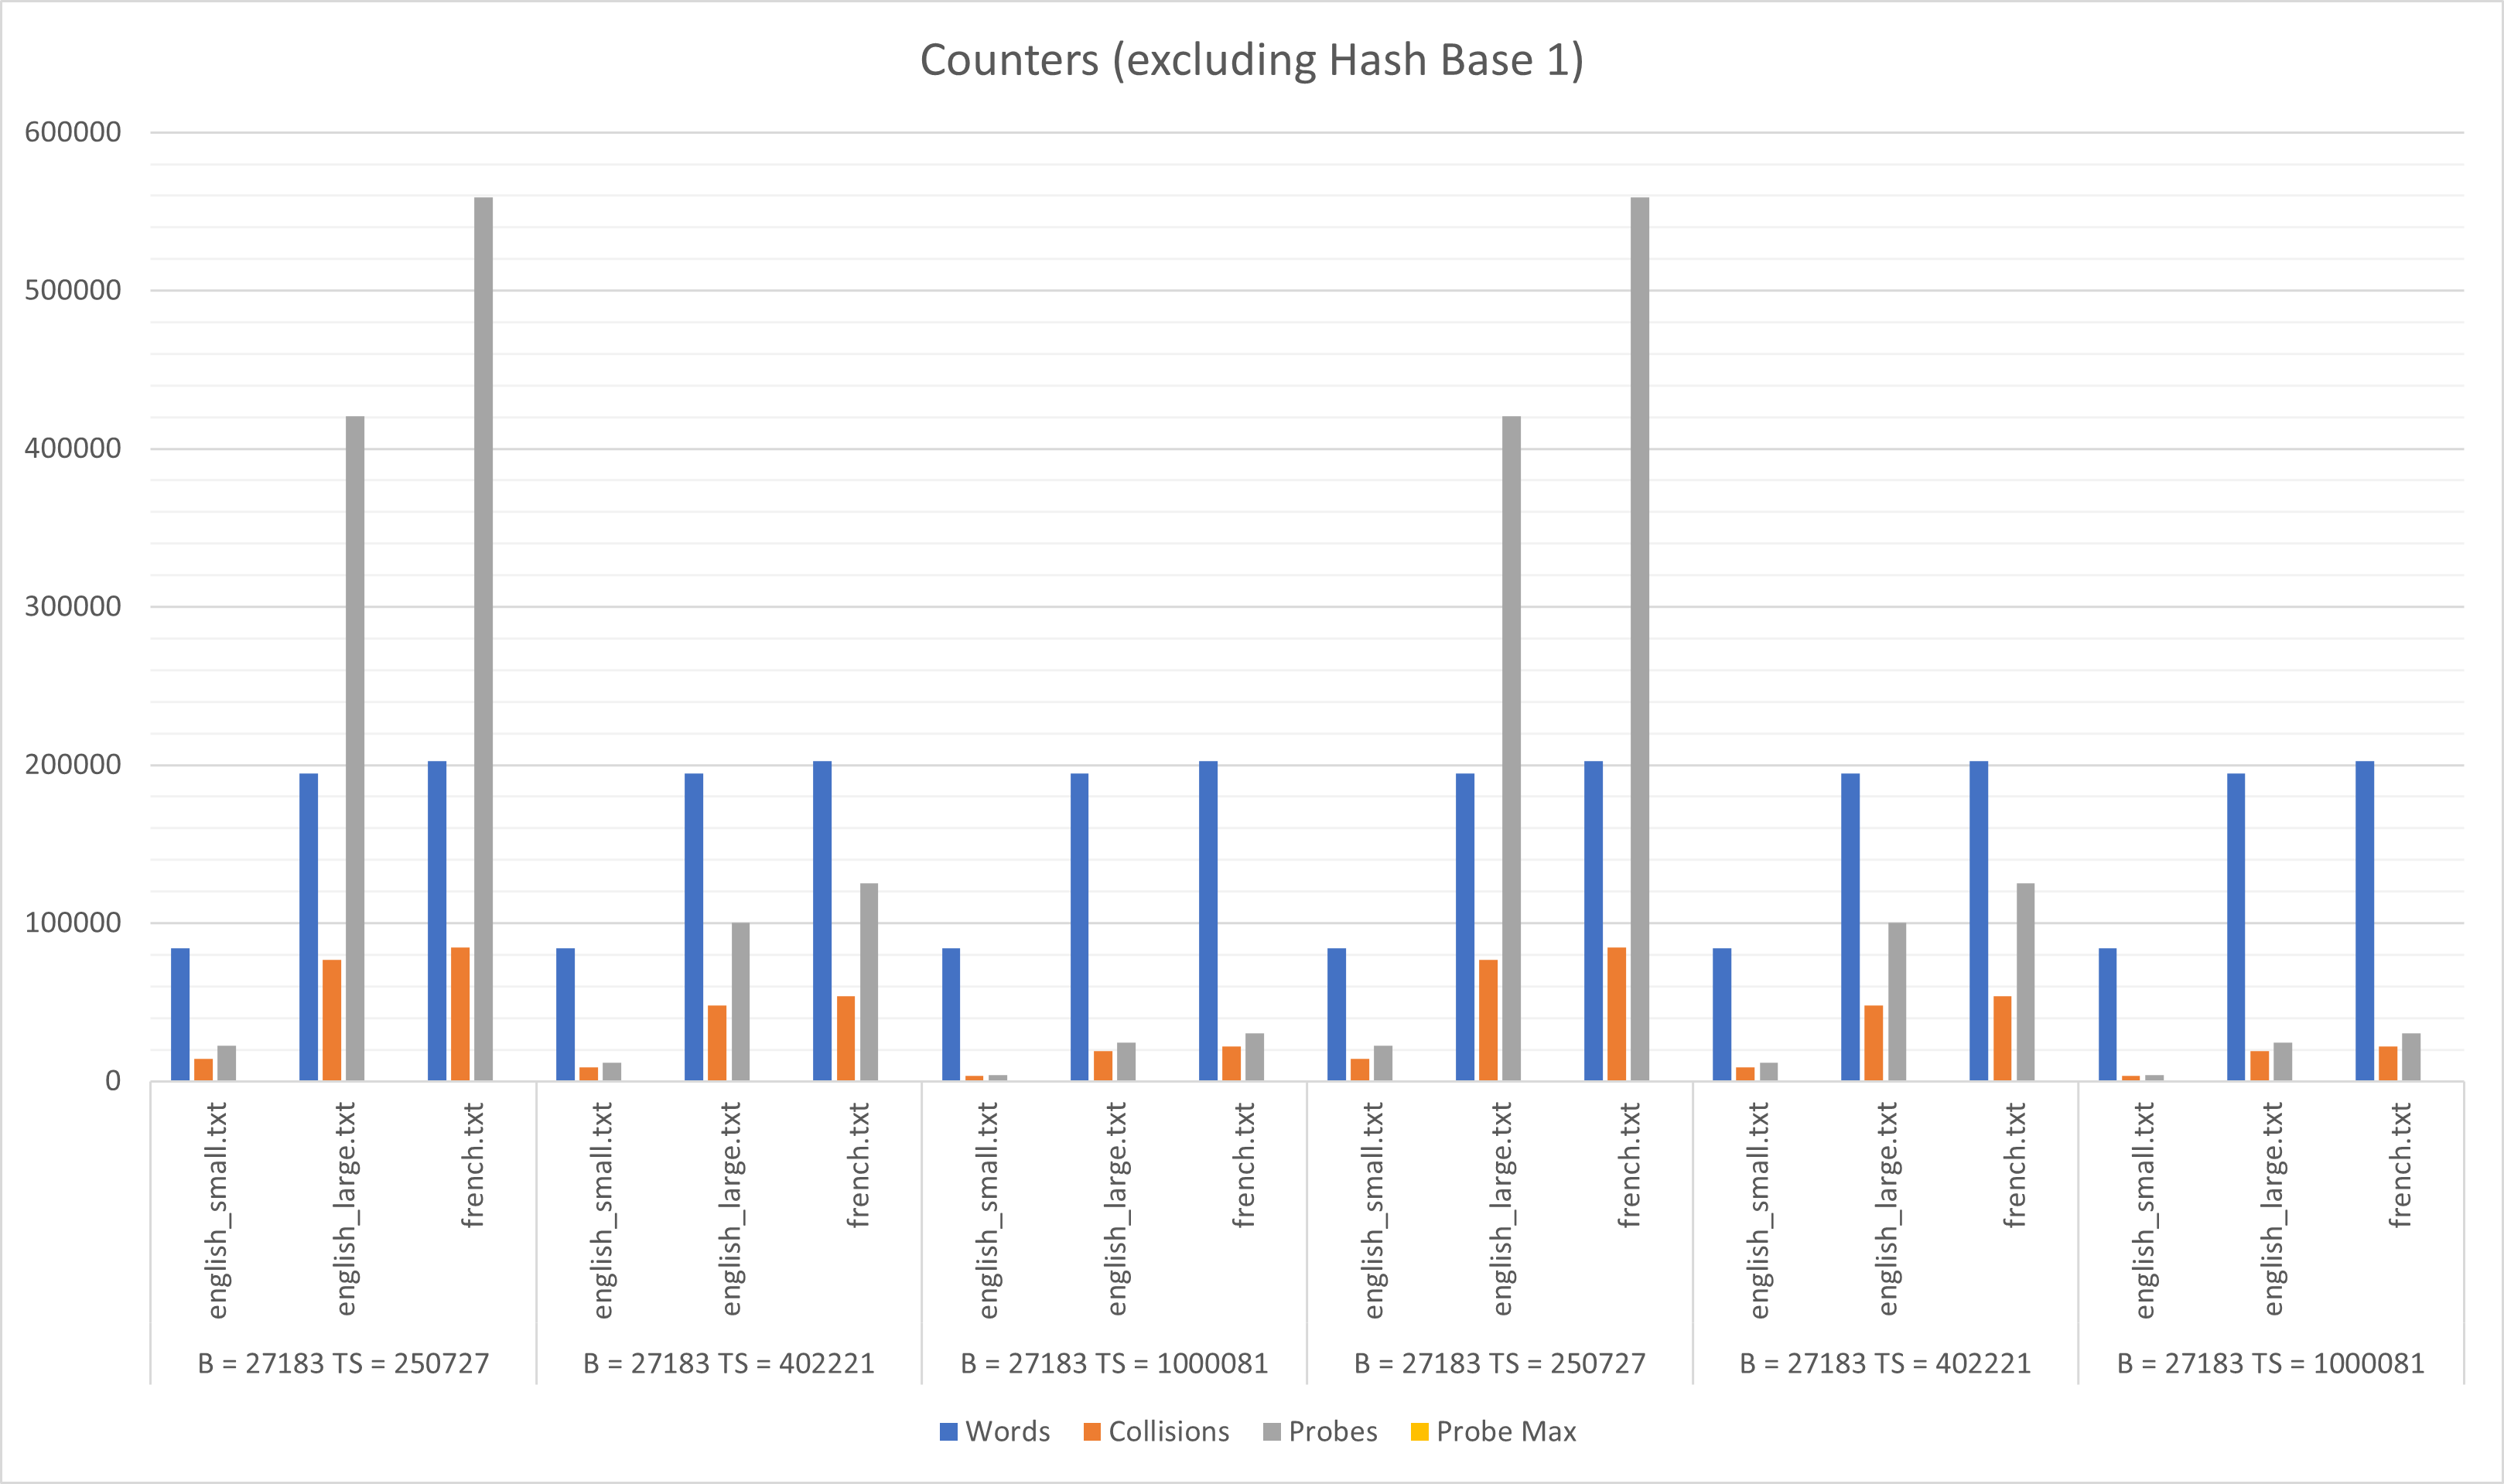 Counters (excluding Hash Base 1)
600000
500000
400000
300000
200000
100000
0
english_small.txt
english_large.txt
french.txt
english_small.txt
english_large.txt
french.txt
english_small.txt
english_large.txt
french.txt
english_small.txt
english_large.txt
french.txt
english_small.txt
english_large.txt
french.txt
english_small.txt
english_large.txt
french.txt
B = 27183 TS = 250727
B = 27183 TS = 402221
B = 27183 TS = 1000081
B = 27183 TS = 250727
B = 27183 TS = 402221
B = 27183 TS = 1000081
Words
Collisions
Probes
Probe Max